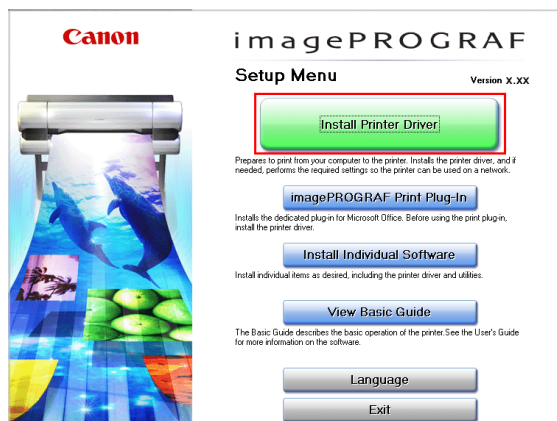 Canon
imagePROGRAF
Setup Menu
Version X.XX
Install Printer Driver
Prepares to print from your computer to the printer. Installs the printer driver, and if
needed, performs the required settings so the printer can be used on a network.
imagePROGRAF Print Plug-In
Installs the dedicated plug-in for Microsoft Office. Before using the print plug-in,
install the printer driver.
Install Individual Software
Install individual items as desired, including the printer driver and utilities.
View Basic Guide
The Basic Guide describes the basic operation of the printer.See the User's Guide
for more information on the software.
Language
Exit